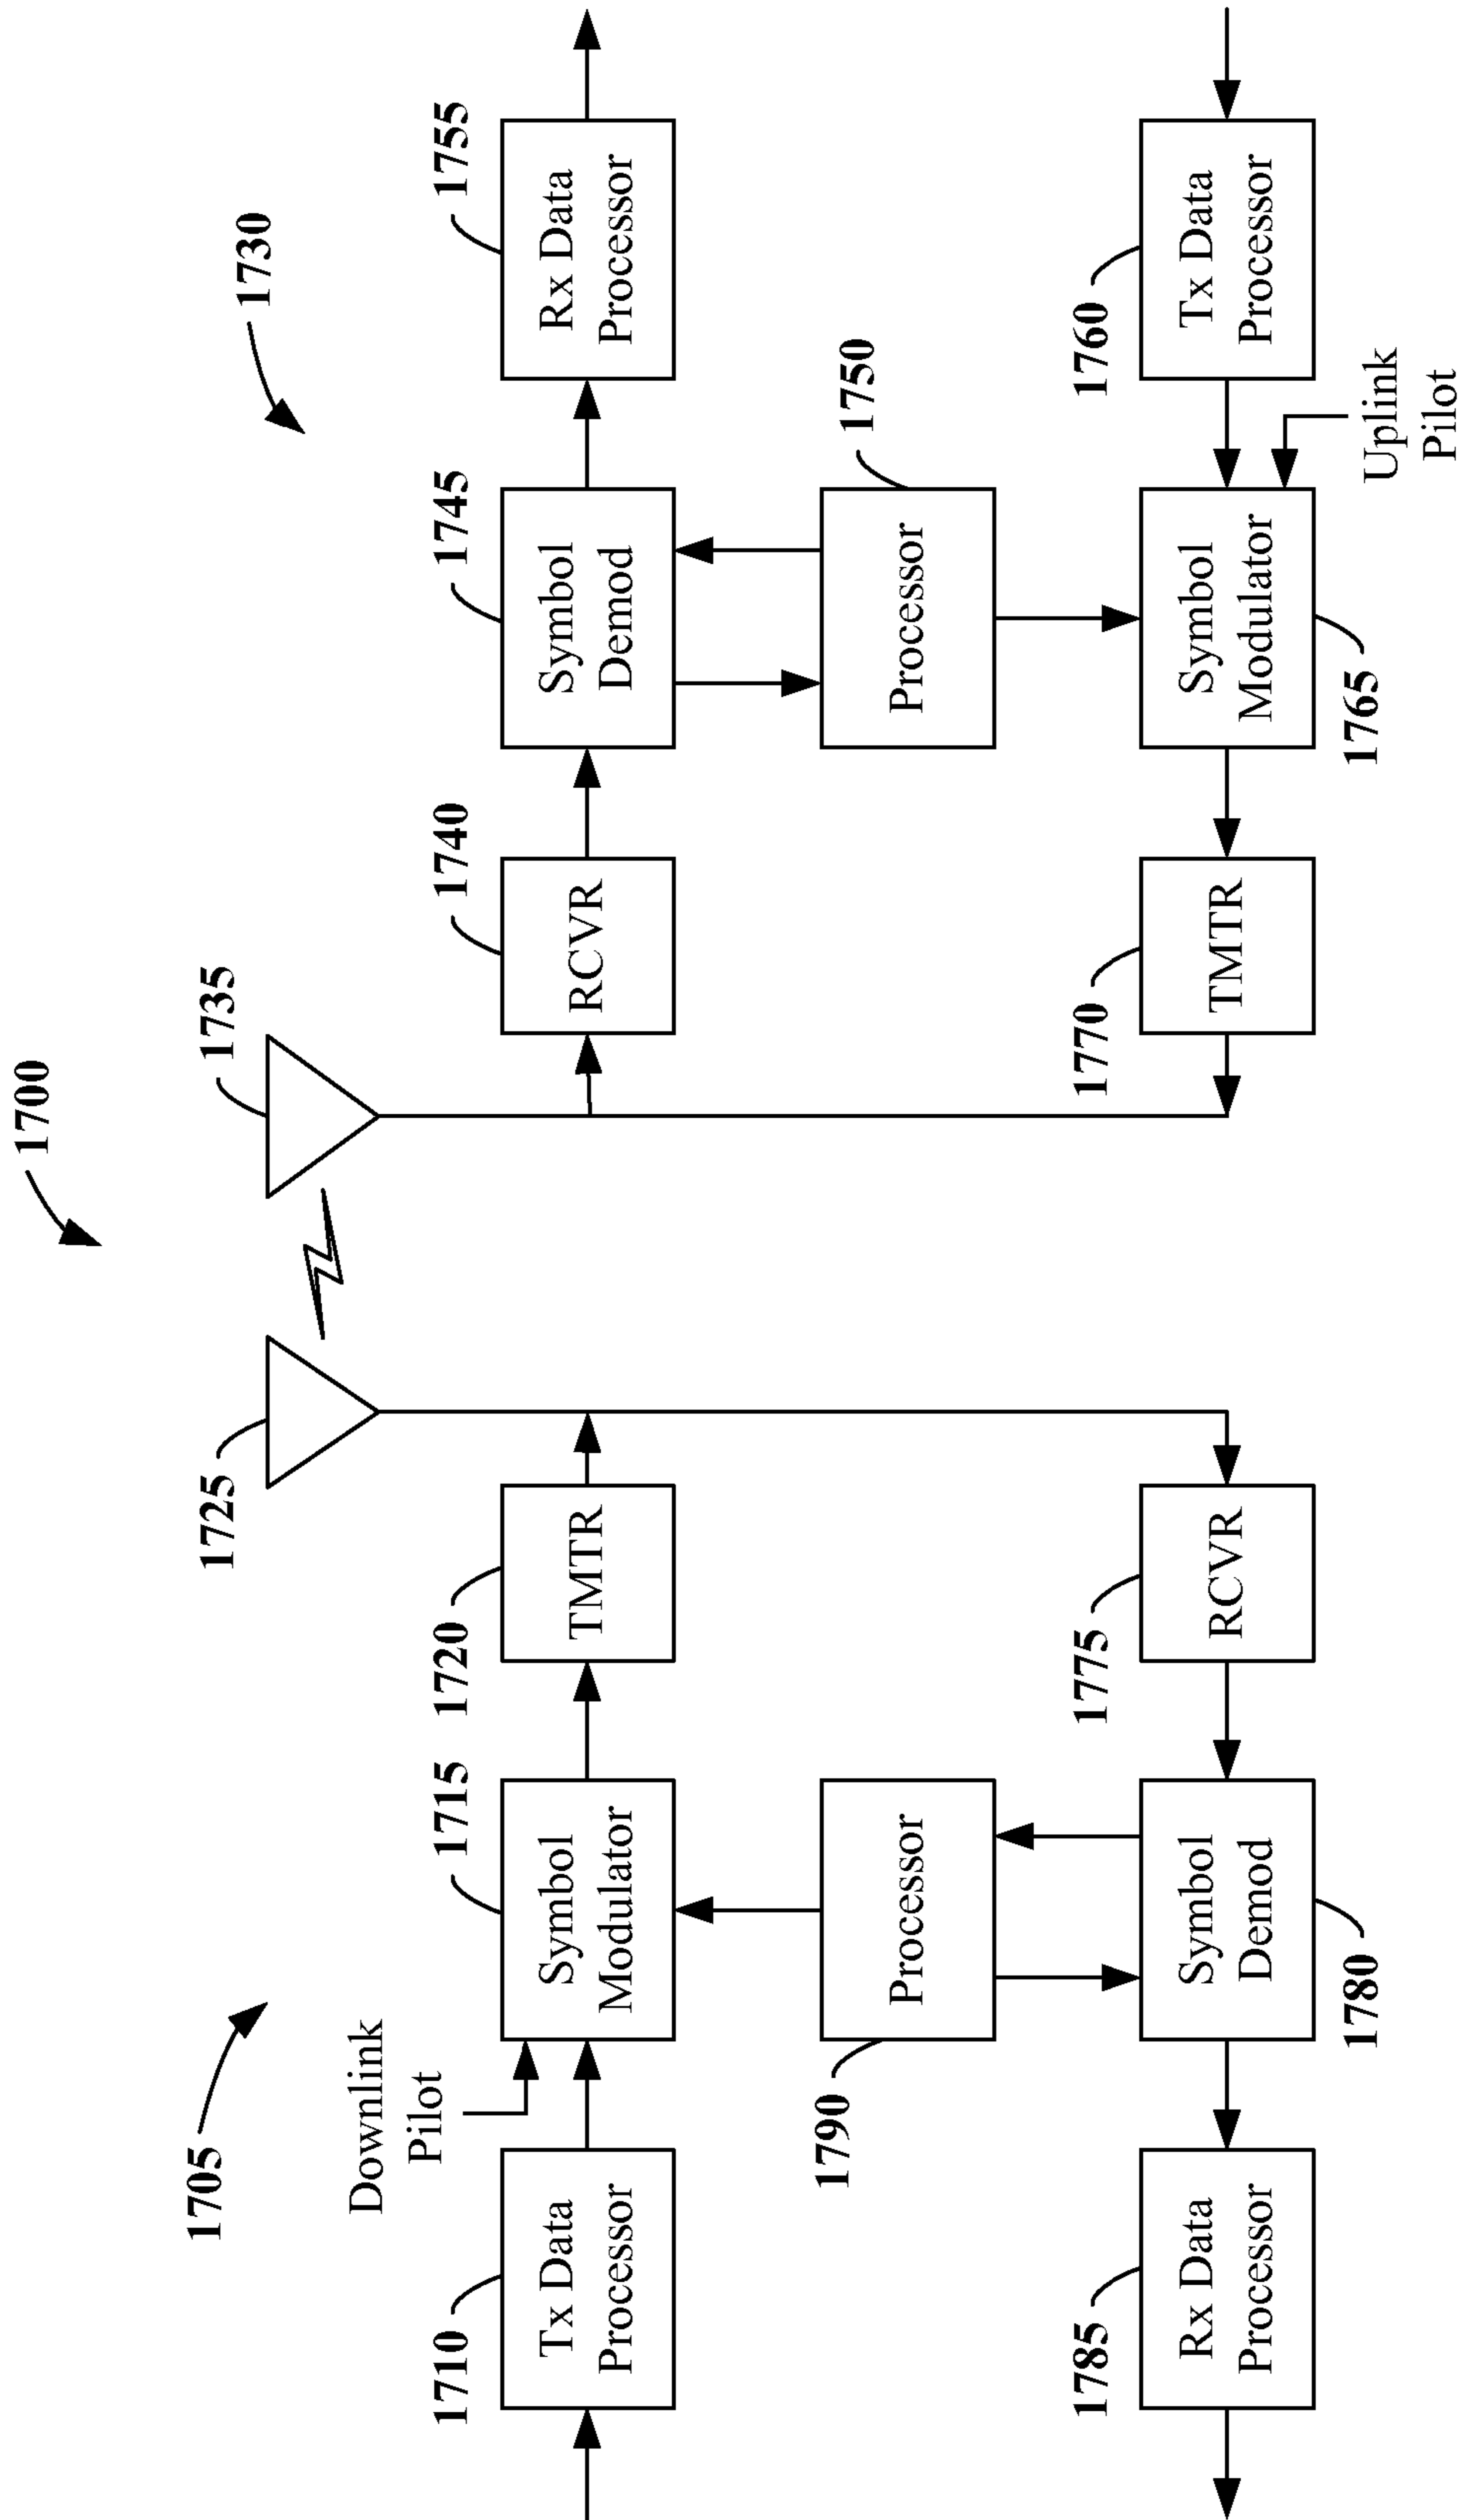 1700
1705
1730
1725
1735
Downlink
Pilot
1710
Tx Data
Processor
1715
Symbol
Modulator
1720
TMTR
1740
RCVR
1745
Symbol
Demod
1755
Rx Data
Processor
1790
Processor
1750
Processor
1785
Rx Data
Processor
1780
Symbol
Demod
1775
RCVR
1770
TMTR
1765
Symbol
Modulator
1760
Tx Data
Processor
Uplink
Pilot